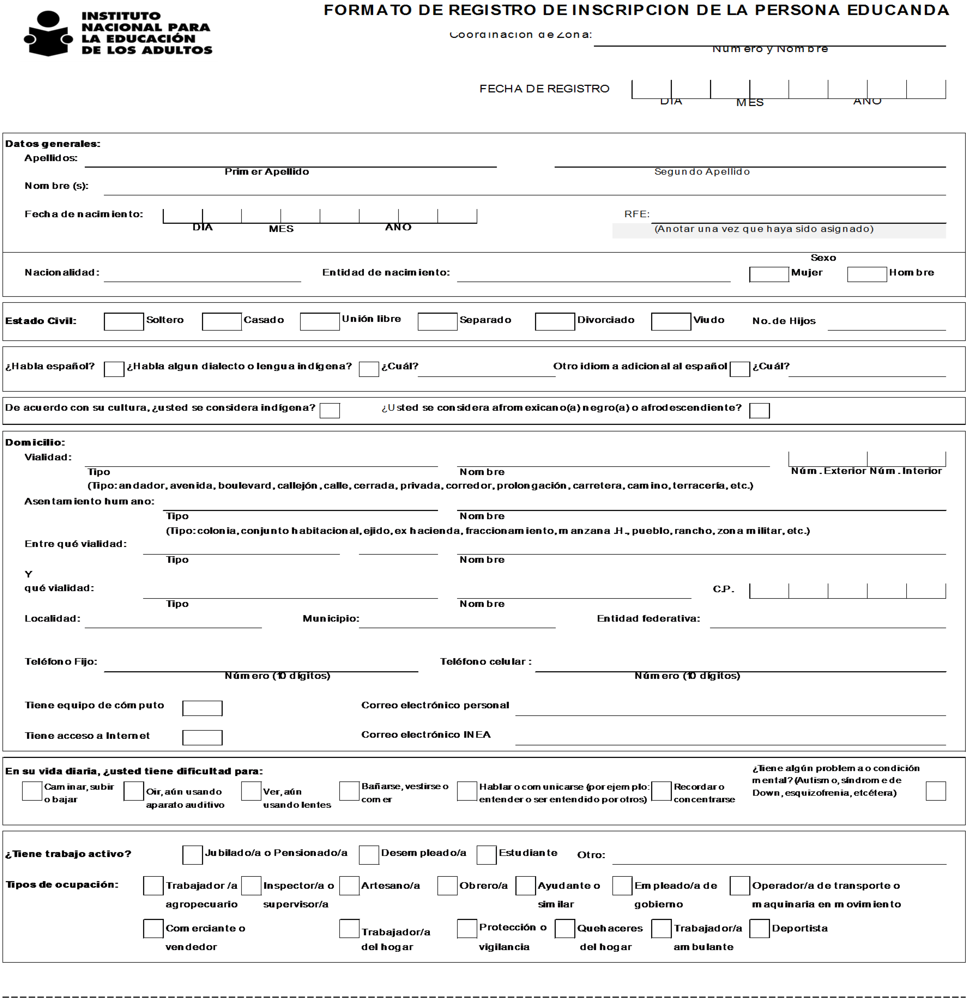 INSTITUTO
NACIONAL PARA
LA EDUCACIÓN
DE LOS ADULTOS
FORMATO DE REGISTRO DE INSCRIPCION DE LA PERSONA EDUCANDA
Coordinación de Zona:
Número y Nombre
FECHA DE REGISTRO
DIA MES AÑO
Datos generales:
Apellidos:
Primer Apellido Segundo Apellido
Nombre (s):
Fecha de nacimiento: RFE:
DIA MES AÑO (Anotar una vez que haya sido asignado)
Sexo
Nacionalidad: Entidad de nacimiento: Mujer Hombre
Estado Civil: Soltero Casado Unión libre Separado Divorciado Viudo No. de Hijos
¿Habla español? ¿Habla algun dialecto o lengua indígena? ¿Cuál? Otro idioma adicional al español ¿Cuál?
De acuerdo con su cultura, ¿usted se considera indígena? ¿Usted se considera afromexicano(a) negro(a) o afrodescendiente?
Domicilio:
Vialidad:
Tipo Nombre Núm. Exterior Núm. Interior
(Tipo: andador, avenida, boulevard, callejón, calle, cerrada, privada, corredor, prolongación, carretera, camino, terracería, etc.)
Asentamiento humano:
Tipo Nombre
(Tipo: colonia, conjunto habitacional, ejido, ex hacienda, fraccionamiento, manzana .H., pueblo, rancho, zona militar, etc.)
Entre qué vialidad:
Tipo Nombre
Y
qué vialidad: C.P.
Tipo Nombre
Localidad: Municipio: Entidad federativa:
Teléfono Fijo: Teléfono celular :
Número (10 dígitos) Número (10 dígitos)
Tiene equipo de cómputo Correo electrónico personal
Tiene acceso a Internet Correo electrónico INEA
En su vida diaria, ¿usted tiene dificultad para:
Caminar, subir
o bajar
Oir, aún usando
aparato auditivo
Ver, aún
usando lentes
Bañarse, vestirse o
comer
Hablar o comunicarse (por ejemplo:
entender o ser entendido por otros)
Recordar o
concentrarse
¿Tiene algún problema o condición
mental? (Autismo, síndrome de
Down, esquizofrenia, etcétera)
¿Tiene trabajo activo? Jubilado/a o Pensionado/a Desempleado/a Estudiante Otro:
Tipos de ocupación:
Trabajador /a
agropecuario
Inspector/a o
supervisor/a
Artesano/a
Obrero/a
Ayudante o
similar
Empleado/a de
gobierno
Operador/a de transporte o
maquinaria en movimiento
Comerciante o
vendedor
Trabajador/a
del hogar
Protección o
vigilancia
Quehaceres
del hogar
Trabajador/a
ambulante
Deportista